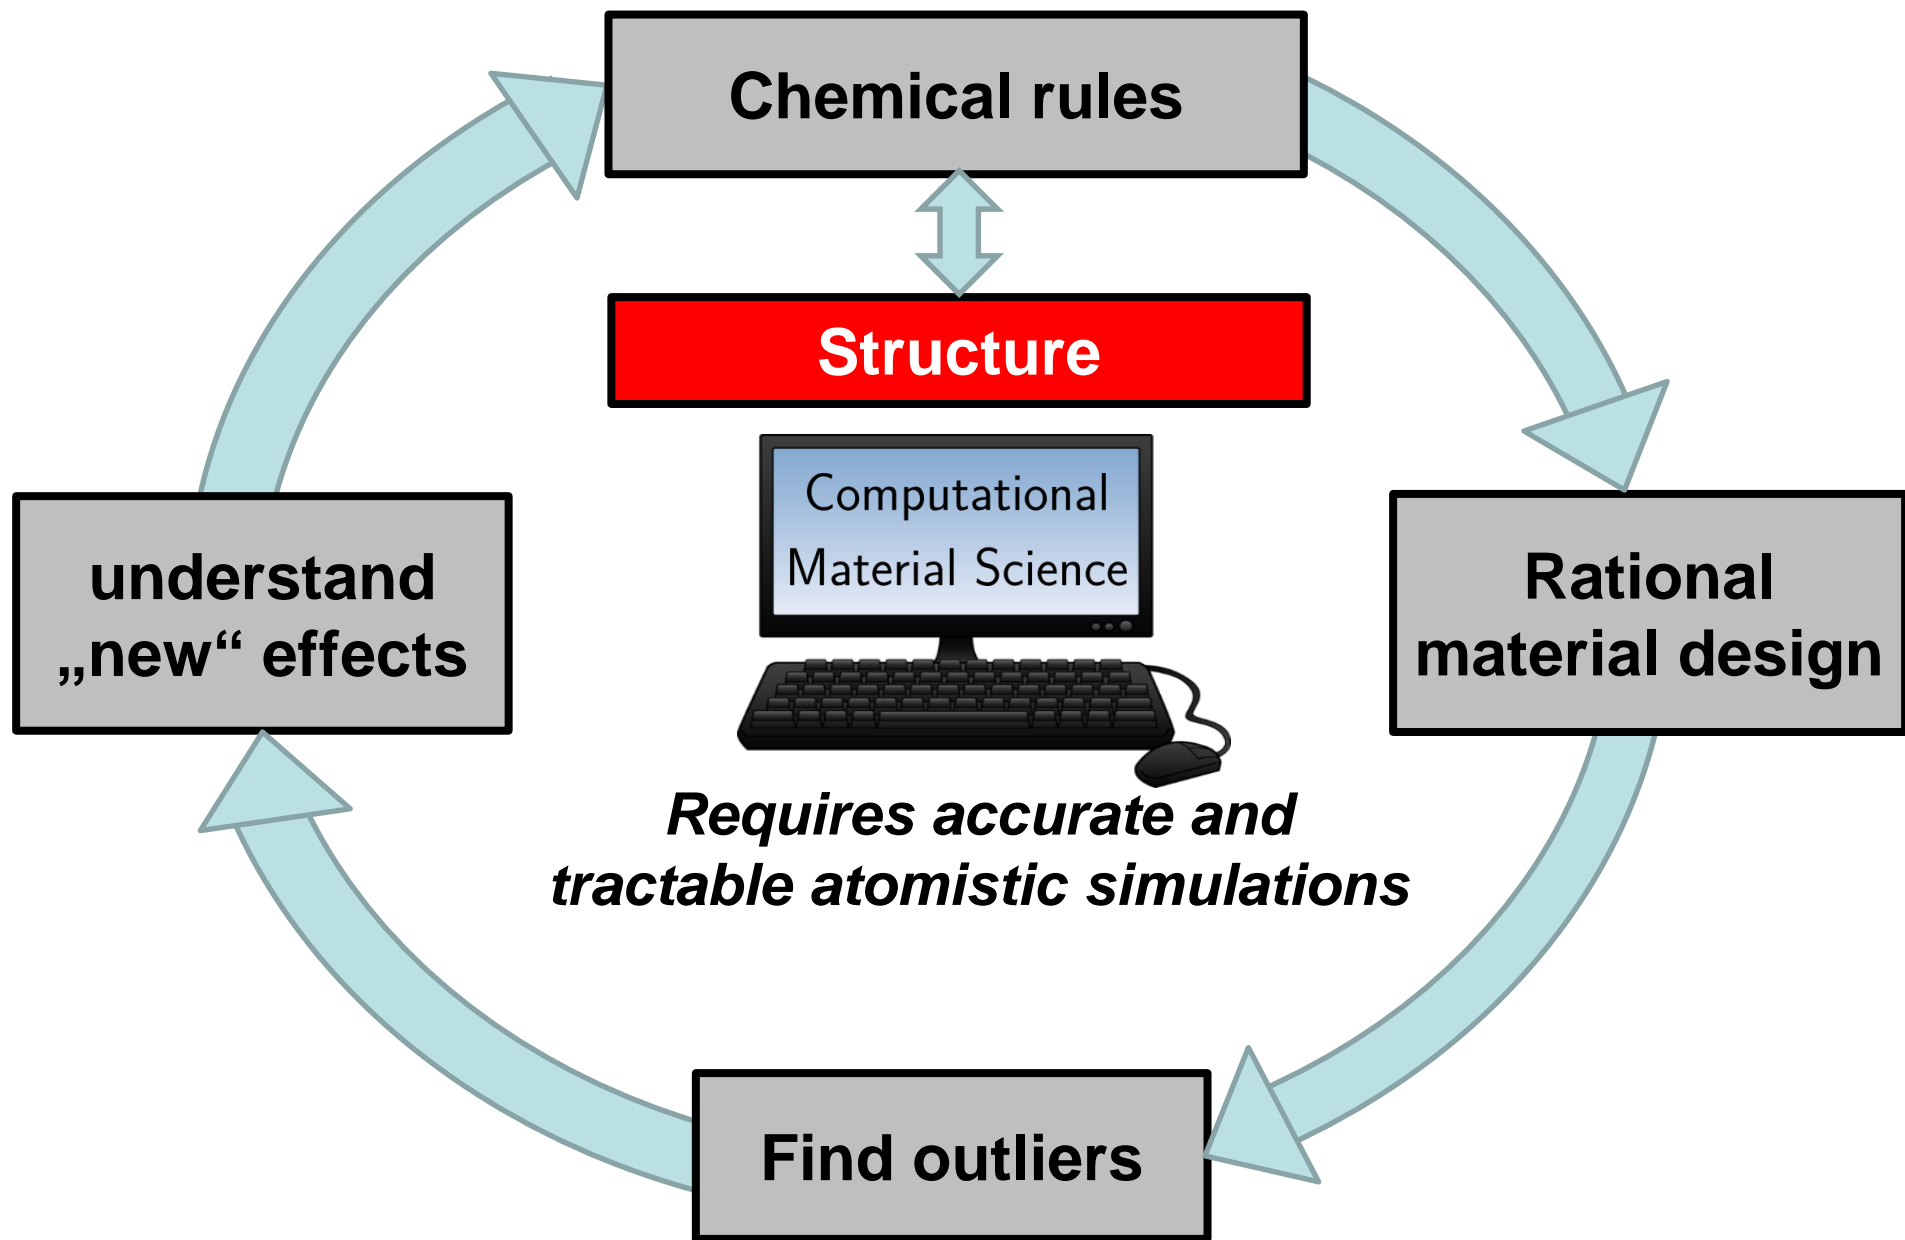 Chemical rules
Structure
Computational
Material Science
understand
„new“ effects
Rational
material design
Requires accurate and
tractable atomistic simulations
Find outliers